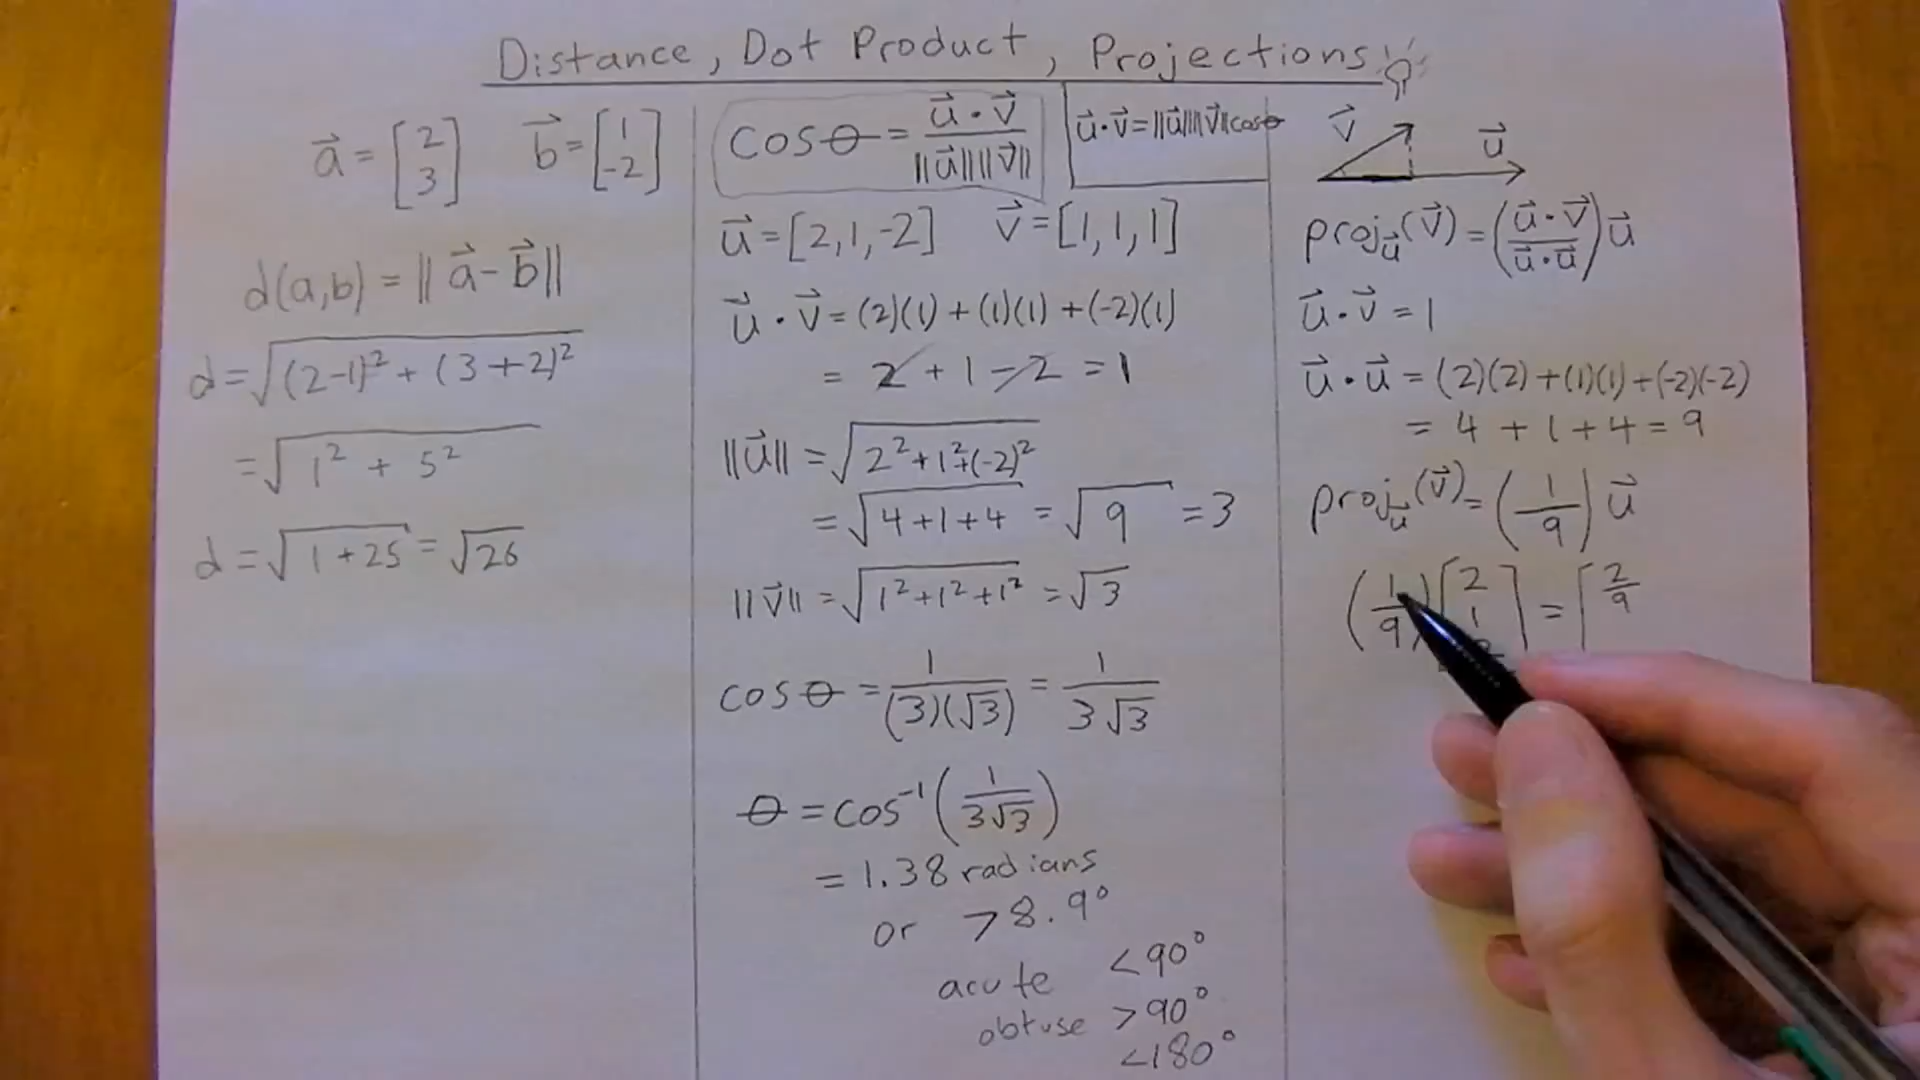 Distance, Dot Product, Projections
a⃗ = [2 3] b⃗ = [1 -2]
d(a,b) = ||a⃗ - b⃗||
d = √((2-1)² + (3+2)²)
= √(1² + 5²)
d = √(1+25) = √26
cosθ = u⃗·v⃗ / ||u⃗|| ||v⃗||
u⃗·v⃗ = ||u⃗|| ||v⃗|| cosθ
u⃗ = [2, 1, -2] v⃗ = [1, 1, 1]
u⃗·v⃗ = (2)(1) + (1)(1) + (-2)(1)
= 2 + 1 - 2 = 1
||u⃗|| = √(2² + 1² + (-2)²)
= √(4+1+4) = √9 = 3
||v⃗|| = √(1² + 1² + 1²) = √3
cosθ = 1/((3)(√3)) = 1/(3√3)
θ = cos⁻¹(1/(3√3))
= 1.38 radians
or 78.9°
acute <90°
obtuse >90°
<180°
v⃗ u⃗
proj_u⃗(v⃗) = (u⃗·v⃗ / u⃗·u⃗) u⃗
u⃗·v⃗ = 1
u⃗·u⃗ = (2)(2) + (1)(1) + (-2)(-2)
= 4 + 1 + 4 = 9
proj_u⃗(v⃗) = (1/9) u⃗
(1/9) [2 1 = [2/9